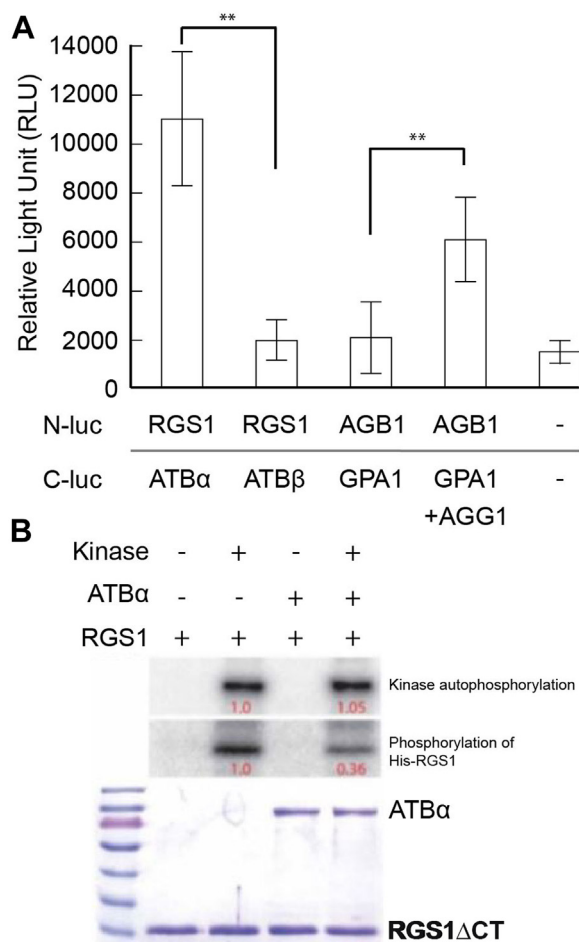 A
**
**
Relative Light Unit (RLU)
14000
12000
10000
8000
6000
4000
2000
0
N-luc RGS1 RGS1 AGB1 AGB1 -
C-luc ATBα ATBβ GPA1 GPA1 -
+AGG1
B
Kinase - + - +
ATBα - - + +
RGS1 + + + +
1.0 1.05 Kinase autophosphorylation
Phosphorylation of
1.0 0.36 His-RGS1
ATBα
RGS1ΔCT